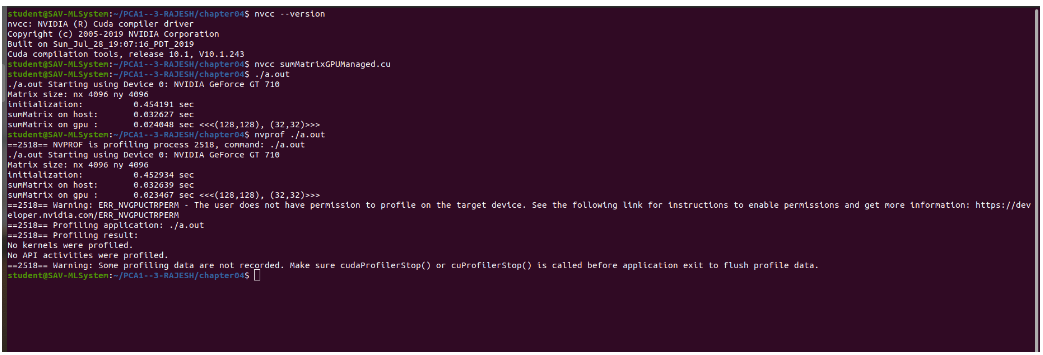 student@SAV-MLSystem:~/PCA1--3-RAJESH/chapter04$ nvcc --version
nvcc: NVIDIA (R) Cuda compiler driver
Copyright (c) 2005-2019 NVIDIA Corporation
Built on Sun_Jul_28_19:07:16_PDT_2019
Cuda compilation tools, release 10.1, V10.1.243
student@SAV-MLSystem:~/PCA1--3-RAJESH/chapter04$ nvcc sumMatrixGPUManaged.cu
student@SAV-MLSystem:~/PCA1--3-RAJESH/chapter04$ ./a.out
./a.out Starting using Device 0: NVIDIA GeForce GT 710
Matrix size: nx 4096 ny 4096
initialization:          0.454191 sec
sumMatrix on host:       0.032627 sec
sumMatrix on gpu :       0.024048 sec <<<(128,128), (32,32)>>>
student@SAV-MLSystem:~/PCA1--3-RAJESH/chapter04$ nvprof ./a.out
==2518== NVPROF is profiling process 2518, command: ./a.out
./a.out Starting using Device 0: NVIDIA GeForce GT 710
Matrix size: nx 4096 ny 4096
initialization:          0.452934 sec
sumMatrix on host:       0.032639 sec
sumMatrix on gpu :       0.023467 sec <<<(128,128), (32,32)>>>
==2518== Warning: ERR_NVGPUCTRPERM - The user does not have permission to profile on the target device. See the following link for instructions to enable permissions and get more information: https://dev
eloper.nvidia.com/ERR_NVGPUCTRPERM
==2518== Profiling application: ./a.out
==2518== Profiling result:
No kernels were profiled.
No API activities were profiled.
==2518== Warning: Some profiling data are not recorded. Make sure cudaProfilerStop() or cuProfilerStop() is called before application exit to flush profile data.
student@SAV-MLSystem:~/PCA1--3-RAJESH/chapter04$